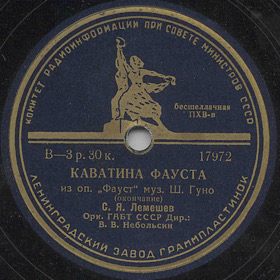 КОМИТЕТ РАДИОИНФОРМАЦИИ ПРИ СОВЕТЕ МИНИСТРОВ СССР
бесшеллачная
ПХВ-в
В—3 р. 30 к. 17972
КАВАТИНА ФАУСТА
из оп. „Фауст" муз. Ш. Гуно
(окончание)
С. Я. Лемешев
Орк. ГАБТ СССР Дир.:
В. В. Небольсин
ЛЕНИНГРАДСКИЙ ЗАВОД ГРАМПЛАСТИНОК